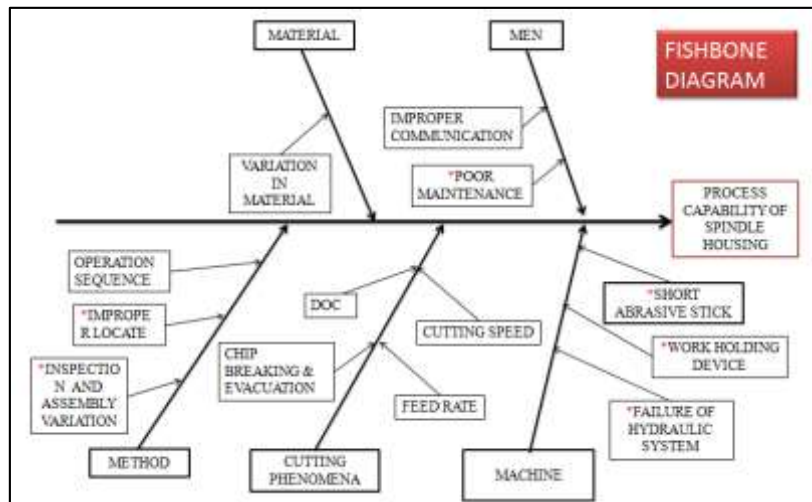 MATERIAL
MEN
FISHBONE
DIAGRAM
IMPROPER
COMMUNICATION
VARIATION
IN
MATERIAL
*POOR
MAINTENANCE
PROCESS
CAPABILITY OF
SPINDLE
HOUSING
OPERATION
SEQUENCE
*IMPROPE
R LOCATE
*INSPECTIO
N AND
ASSEMBLY
VARIATION
DOC
CUTTING SPEED
CHIP
BREAKING &
EVACUATION
FEED RATE
*SHORT
ABRASIVE STICK
*WORK HOLDING
DEVICE
*FAILURE OF
HYDRAULIC
SYSTEM
METHOD
CUTTING
PHENOMENA
MACHINE